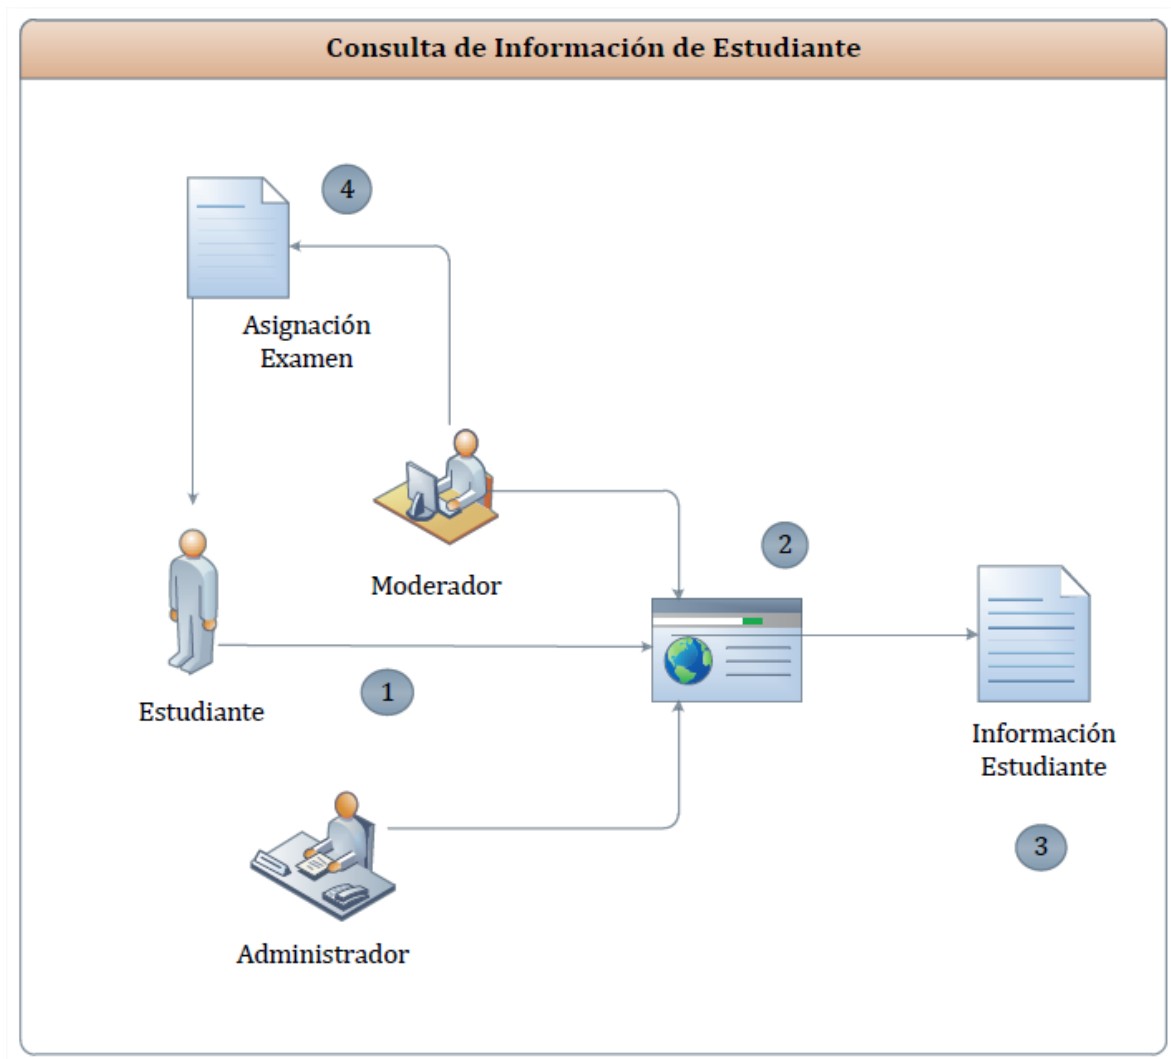 Consulta de Información de Estudiante
4
Asignación
Examen
2
Moderador
1
Estudiante
Información
Estudiante
3
Administrador